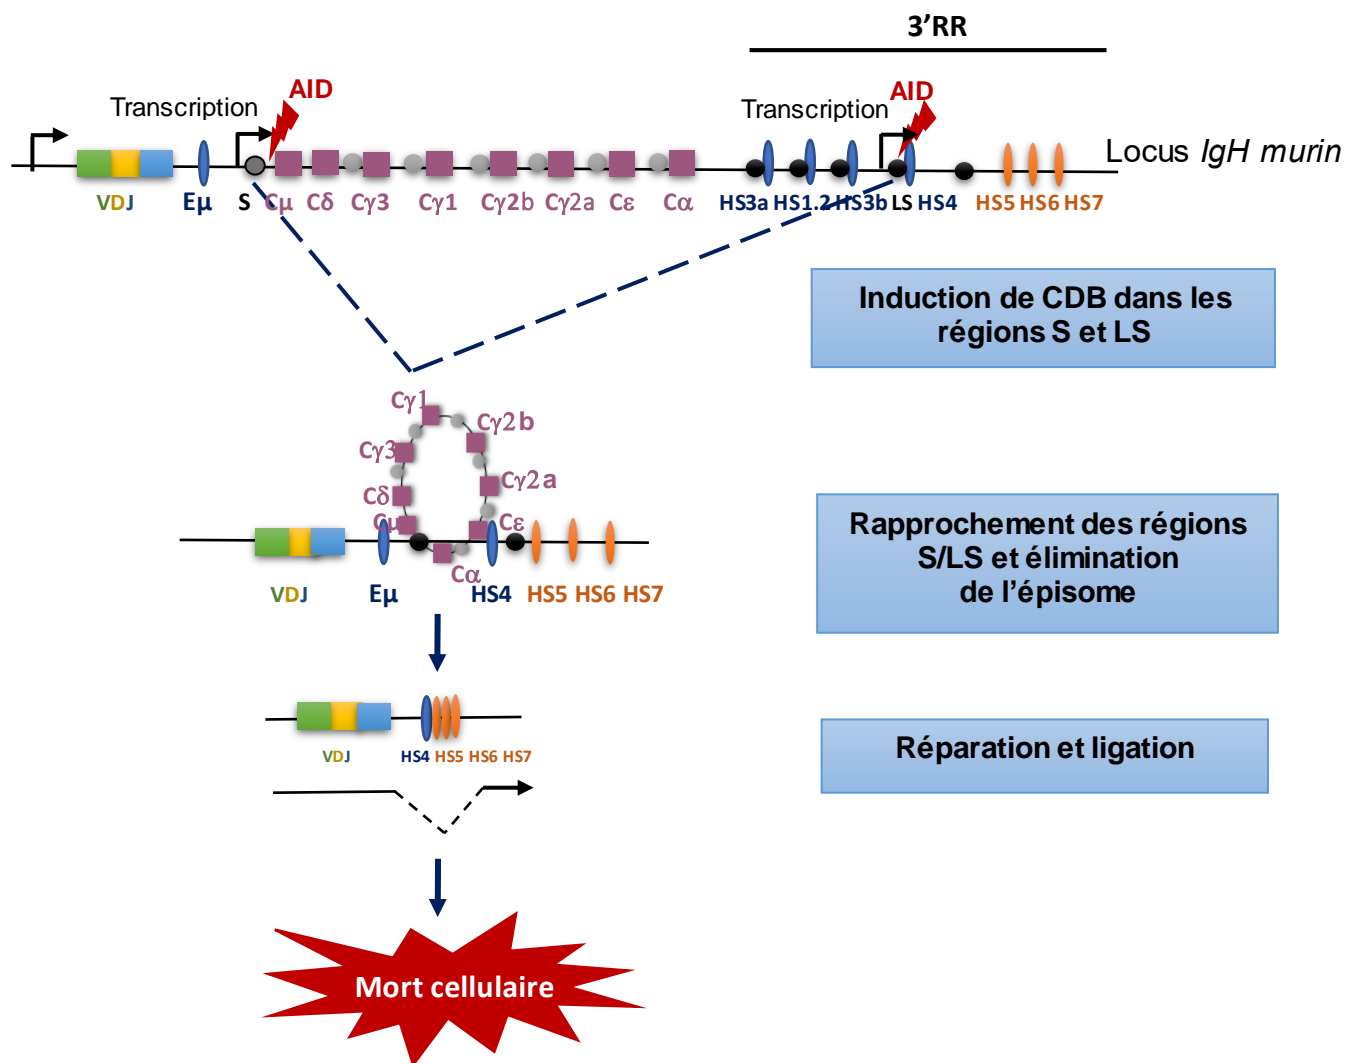 3'RR
AID
AID
Transcription
Transcription
Locus IgH murin
VDJ Eμ S Cμ Cδ Cγ3 Cγ1 Cγ2b Cγ2a Cε Cα HS3a HS1.2 HS3b LS HS4 HS5 HS6 HS7
Induction de CDB dans les
régions S et LS
Cγ1
Cγ2b
Cγ3
Cγ2a
Cδ
Cμ
Cε
Cα
VDJ Eμ HS4 HS5 HS6 HS7
Rapprochement des régions
S/LS et élimination
de l'épisome
VDJ HS4 HS5 HS6 HS7
Réparation et ligation
Mort cellulaire